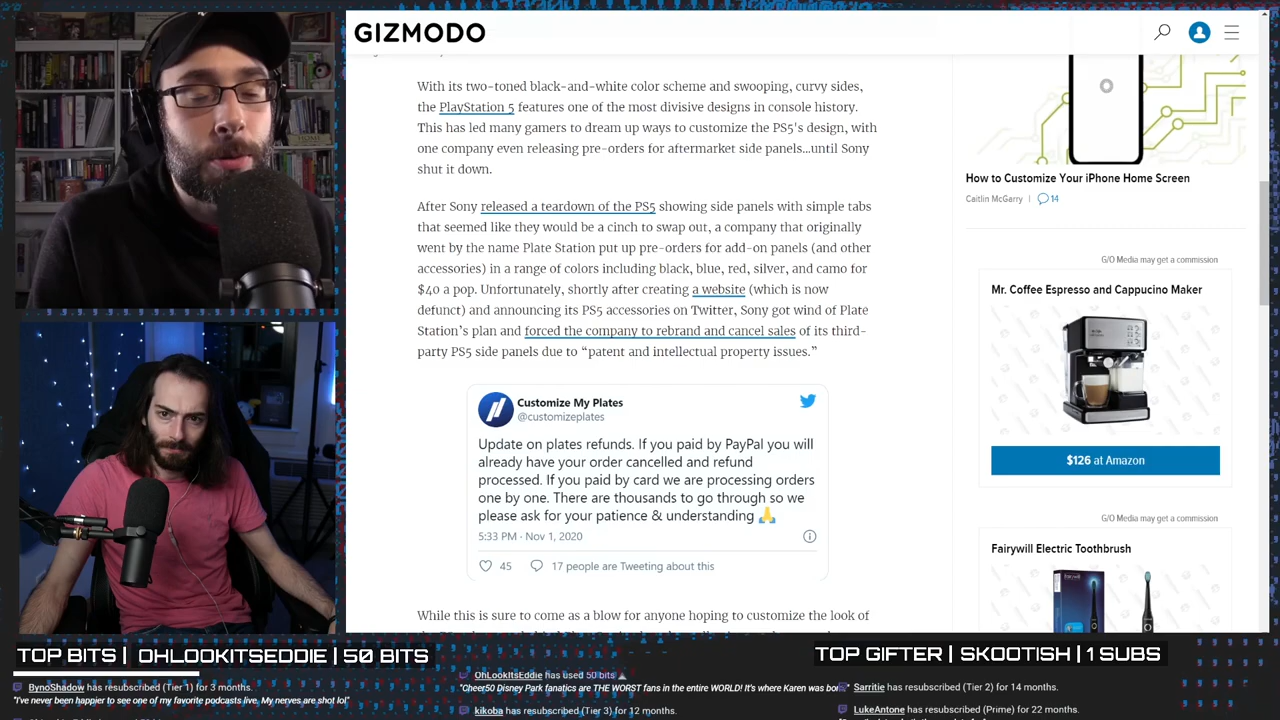 GIZMODO
With its two-toned black-and-white color scheme and swooping, curvy sides,
the PlayStation 5 features one of the most divisive designs in console history.
This has led many gamers to dream up ways to customize the PS5's design, with
one company even releasing pre-orders for aftermarket side panels...until Sony
shut it down.
After Sony released a teardown of the PS5 showing side panels with simple tabs
that seemed like they would be a cinch to swap out, a company that originally
went by the name Plate Station put up pre-orders for add-on panels (and other
accessories) in a range of colors including black, blue, red, silver, and camo for
$40 a pop. Unfortunately, shortly after creating a website (which is now
defunct) and announcing its PS5 accessories on Twitter, Sony got wind of Plate
Station's plan and forced the company to rebrand and cancel sales of its third-
party PS5 side panels due to “patent and intellectual property issues.”
Customize My Plates
@customizeplates
Update on plates refunds. If you paid by PayPal you will
already have your order cancelled and refund
processed. If you paid by card we are processing orders
one by one. There are thousands to go through so we
please ask for your patience & understanding 🙏
5:33 PM · Nov 1, 2020
45 17 people are Tweeting about this
While this is sure to come as a blow for anyone hoping to customize the look of
How to Customize Your iPhone Home Screen
Caitlin McGarry | 14
G/O Media may get a commission
Mr. Coffee Espresso and Cappucino Maker
$126 at Amazon
G/O Media may get a commission
Fairywill Electric Toothbrush
TOP BITS | OHLOOKITSEDDIE | 50 BITS
TOP GIFTER | SKOOTISH | 1 SUBS
BynoShadow has resubscribed (Tier 1) for 3 months.
"I've never been happier to see one of my favorite podcasts live. My nerves are shot lol"
OhLookItsEddie has used 50 bits
"Cheer50 Disney Park fanatics are THE WORST fans in the entire WORLD! It's where Karen was bor
kikoba has resubscribed (Tier 3) for 12 months.
Sarritie has resubscribed (Tier 2) for 14 months.
LukeAntone has resubscribed (Prime) for 22 months.